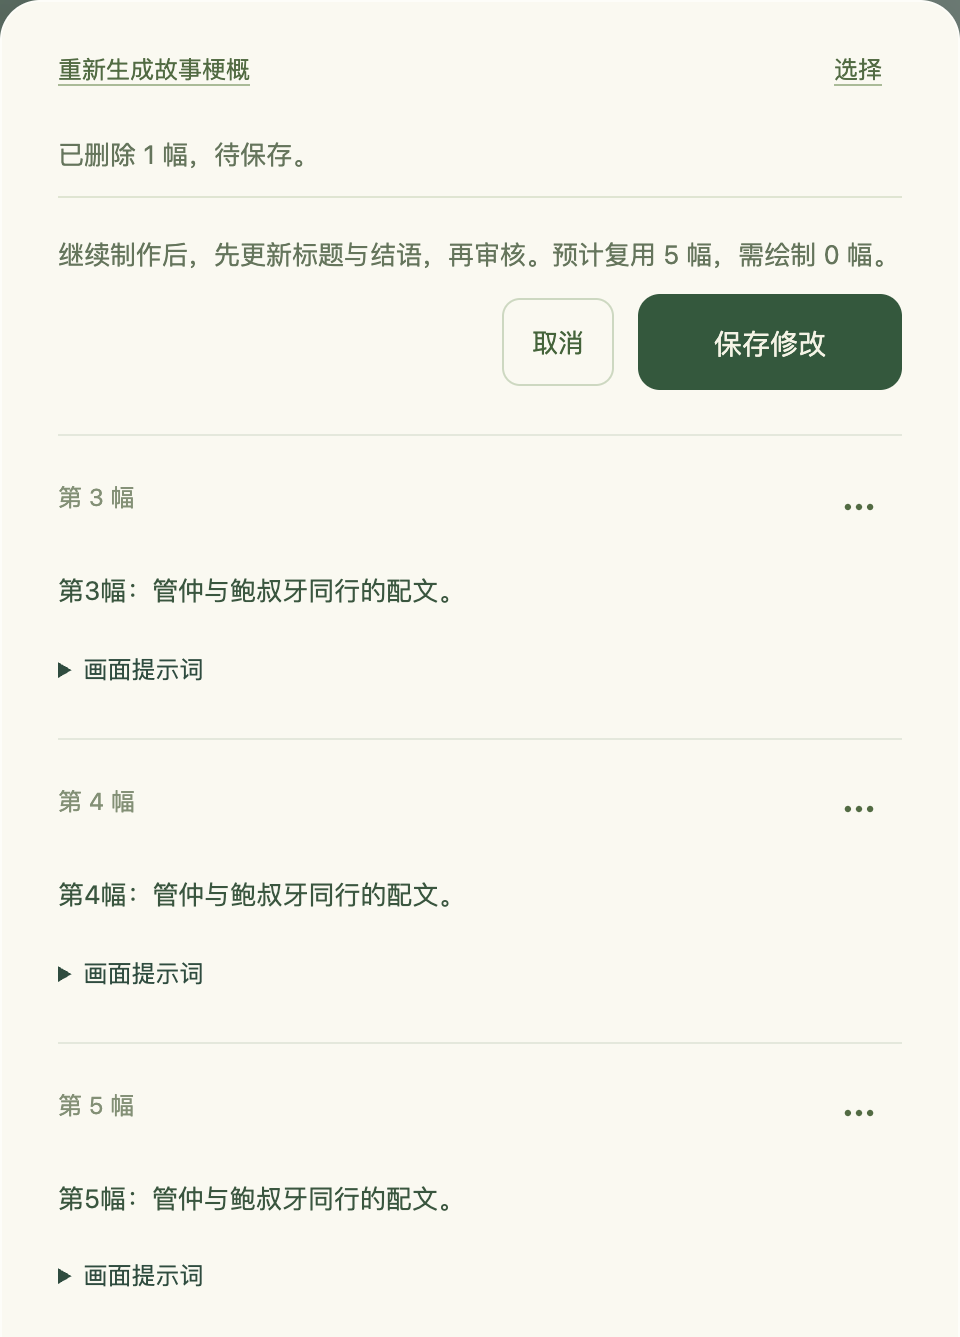 重新生成故事梗概
选择
已删除 1 幅，待保存。
继续制作后，先更新标题与结语，再审核。预计复用 5 幅，需绘制 0 幅。
取消
保存修改
第 3 幅
第3幅：管仲与鲍叔牙同行的配文。
画面提示词
第 4 幅
第4幅：管仲与鲍叔牙同行的配文。
画面提示词
第 5 幅
第5幅：管仲与鲍叔牙同行的配文。
画面提示词